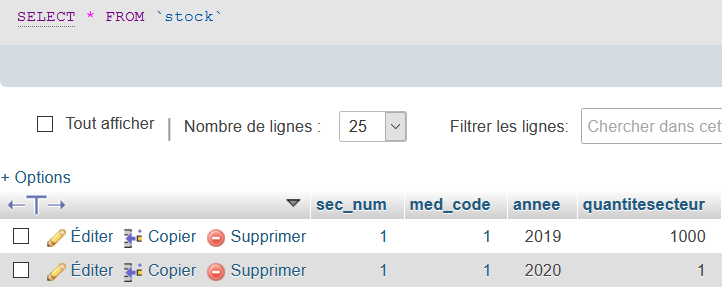 SELECT * FROM `stock`
Tout afficher | Nombre de lignes : 25 Filtrer les lignes: Chercher dans cet
+ Options
←T→ sec_num med_code annee quantitesecteur
Éditer Copier Supprimer 1 1 2019 1000
Éditer Copier Supprimer 1 1 2020 1